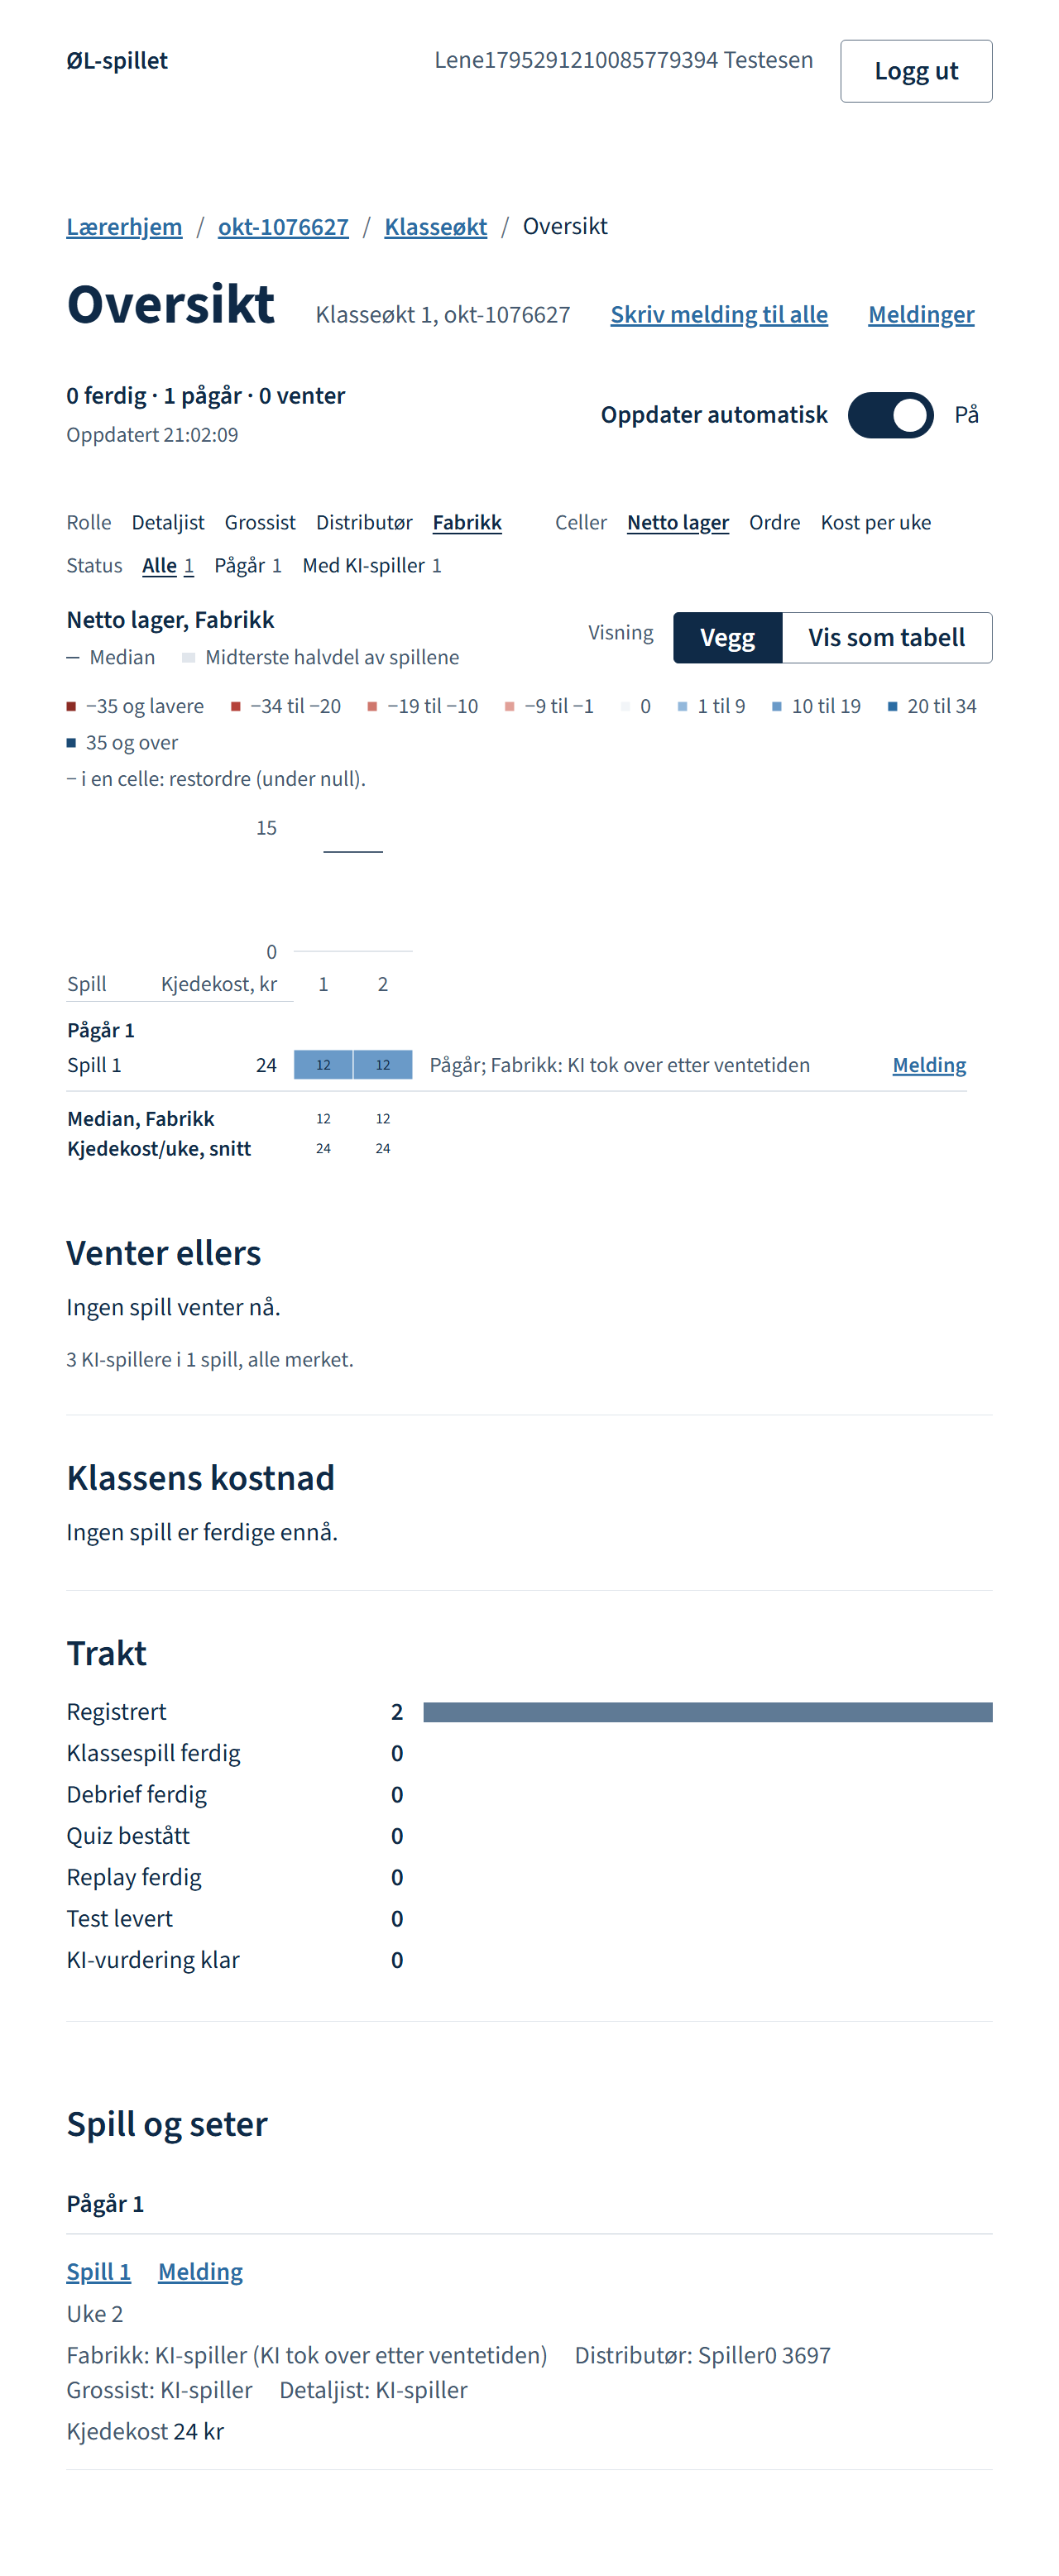 ØL-spillet Lene1795291210085779394 Testesen Logg ut
Lærerhjem / okt-1076627 / Klasseøkt / Oversikt
Oversikt Klasseøkt 1, okt-1076627 Skriv melding til alle Meldinger
0 ferdig · 1 pågår · 0 venter
Oppdatert 21:02:09
Oppdater automatisk På
Rolle Detaljist Grossist Distributør Fabrikk Celler Netto lager Ordre Kost per uke
Status Alle 1 Pågår 1 Med KI-spiller 1
Netto lager, Fabrikk
Median Midterste halvdel av spillene
Visning Vegg Vis som tabell
−35 og lavere −34 til −20 −19 til −10 −9 til −1 0 1 til 9 10 til 19 20 til 34
35 og over
− i en celle: restordre (under null).
15
0
Spill Kjedekost, kr 1 2
Pågår 1
Spill 1 24 12 12 Pågår; Fabrikk: KI tok over etter ventetiden Melding
Median, Fabrikk 12 12
Kjedekost/uke, snitt 24 24
Venter ellers
Ingen spill venter nå.
3 KI-spillere i 1 spill, alle merket.
Klassens kostnad
Ingen spill er ferdige ennå.
Trakt
Registrert 2
Klassespill ferdig 0
Debrief ferdig 0
Quiz bestått 0
Replay ferdig 0
Test levert 0
KI-vurdering klar 0
Spill og seter
Pågår 1
Spill 1 Melding
Uke 2
Fabrikk: KI-spiller (KI tok over etter ventetiden) Distributør: Spiller0 3697
Grossist: KI-spiller Detaljist: KI-spiller
Kjedekost 24 kr